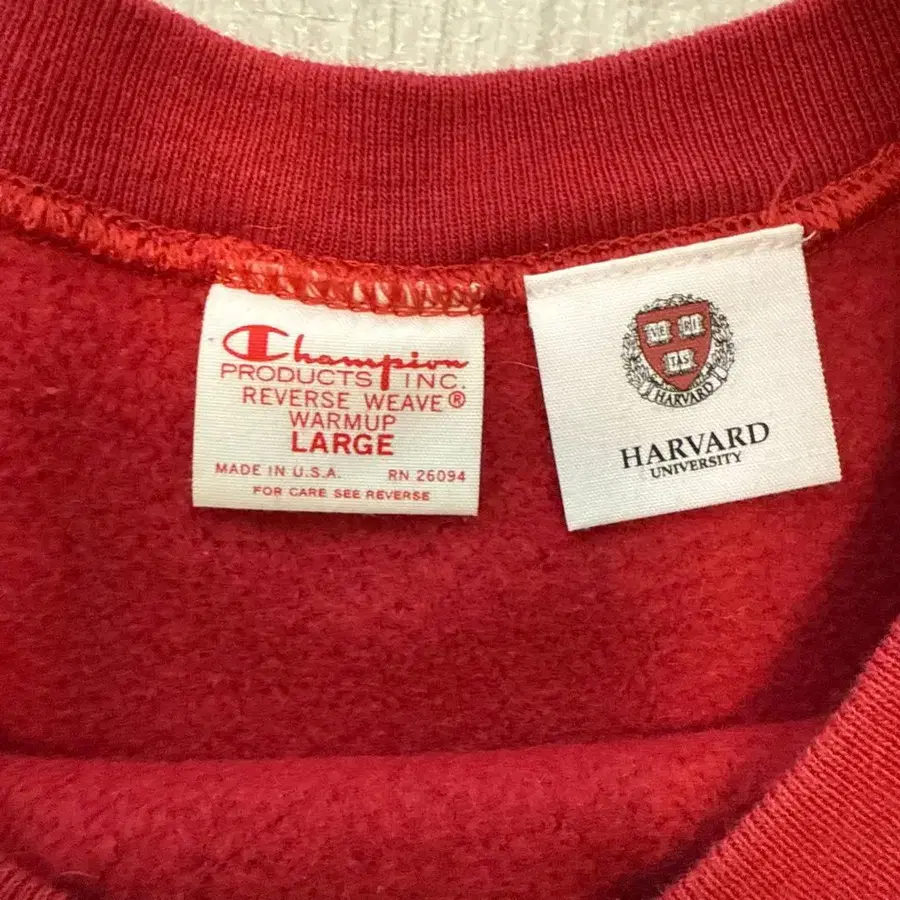 Champion
PRODUCTS INC.
REVERSE WEAVE®
WARMUP
LARGE
MADE IN U.S.A. RN 26094
FOR CARE SEE REVERSE
VE RI
TAS
HARVARD
HARVARD
UNIVERSITY